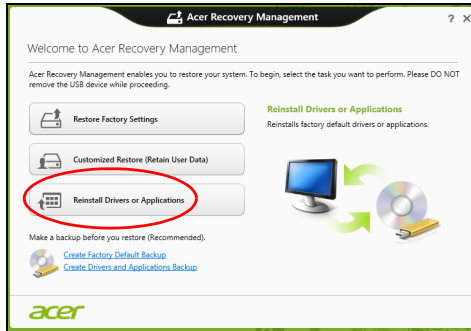 Acer Recovery Management
? X
Welcome to Acer Recovery Management
Acer Recovery Management enables you to restore your system. To begin, select the task you want to perform. Please DO NOT
remove the USB device while proceeding.
Restore Factory Settings
Customized Restore (Retain User Data)
Reinstall Drivers or Applications
Reinstall Drivers or Applications
Reinstalls factory default drivers or applications.
Make a backup before you restore (Recommended).
Create Factory Default Backup
Create Drivers and Applications Backup
acer